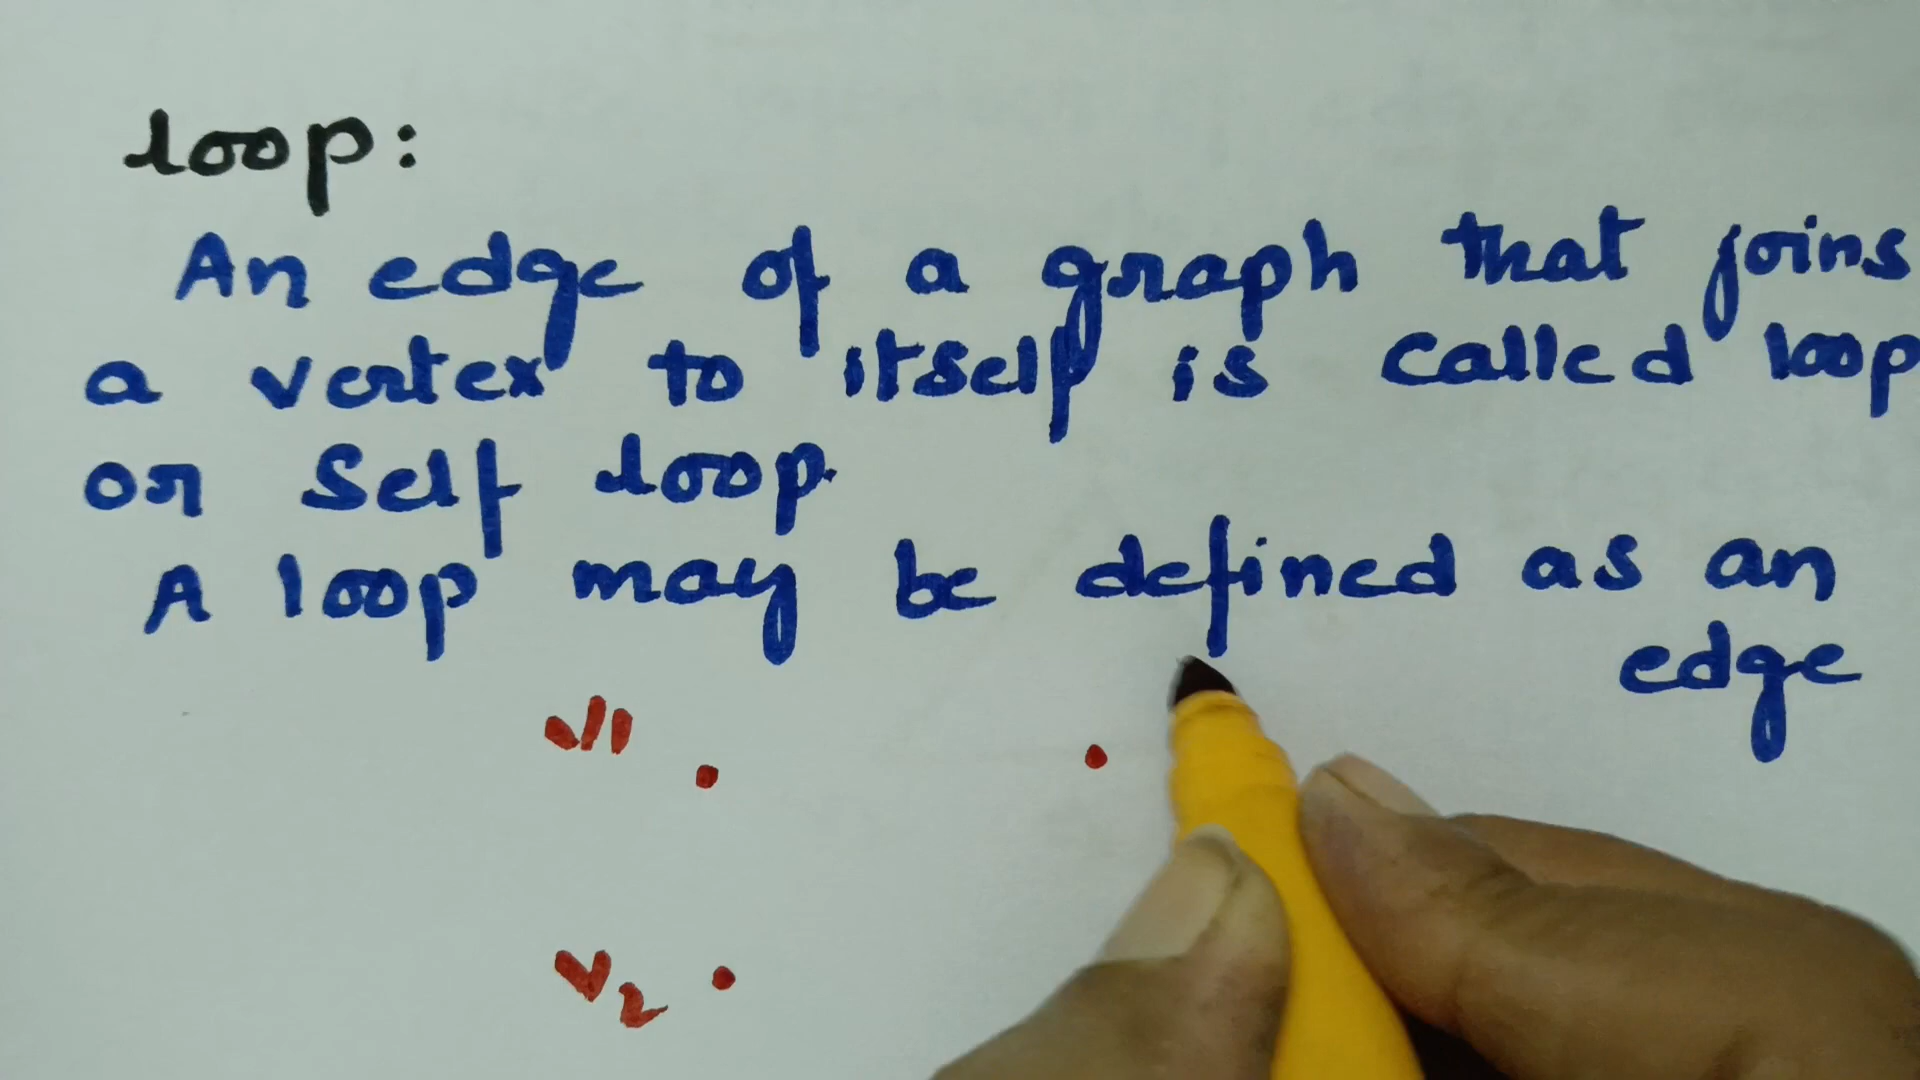 loop:
An edge of a graph that joins
a vertex to itself is called loop
or Self loop.
A loop may be defined as an
edge
V1
V2